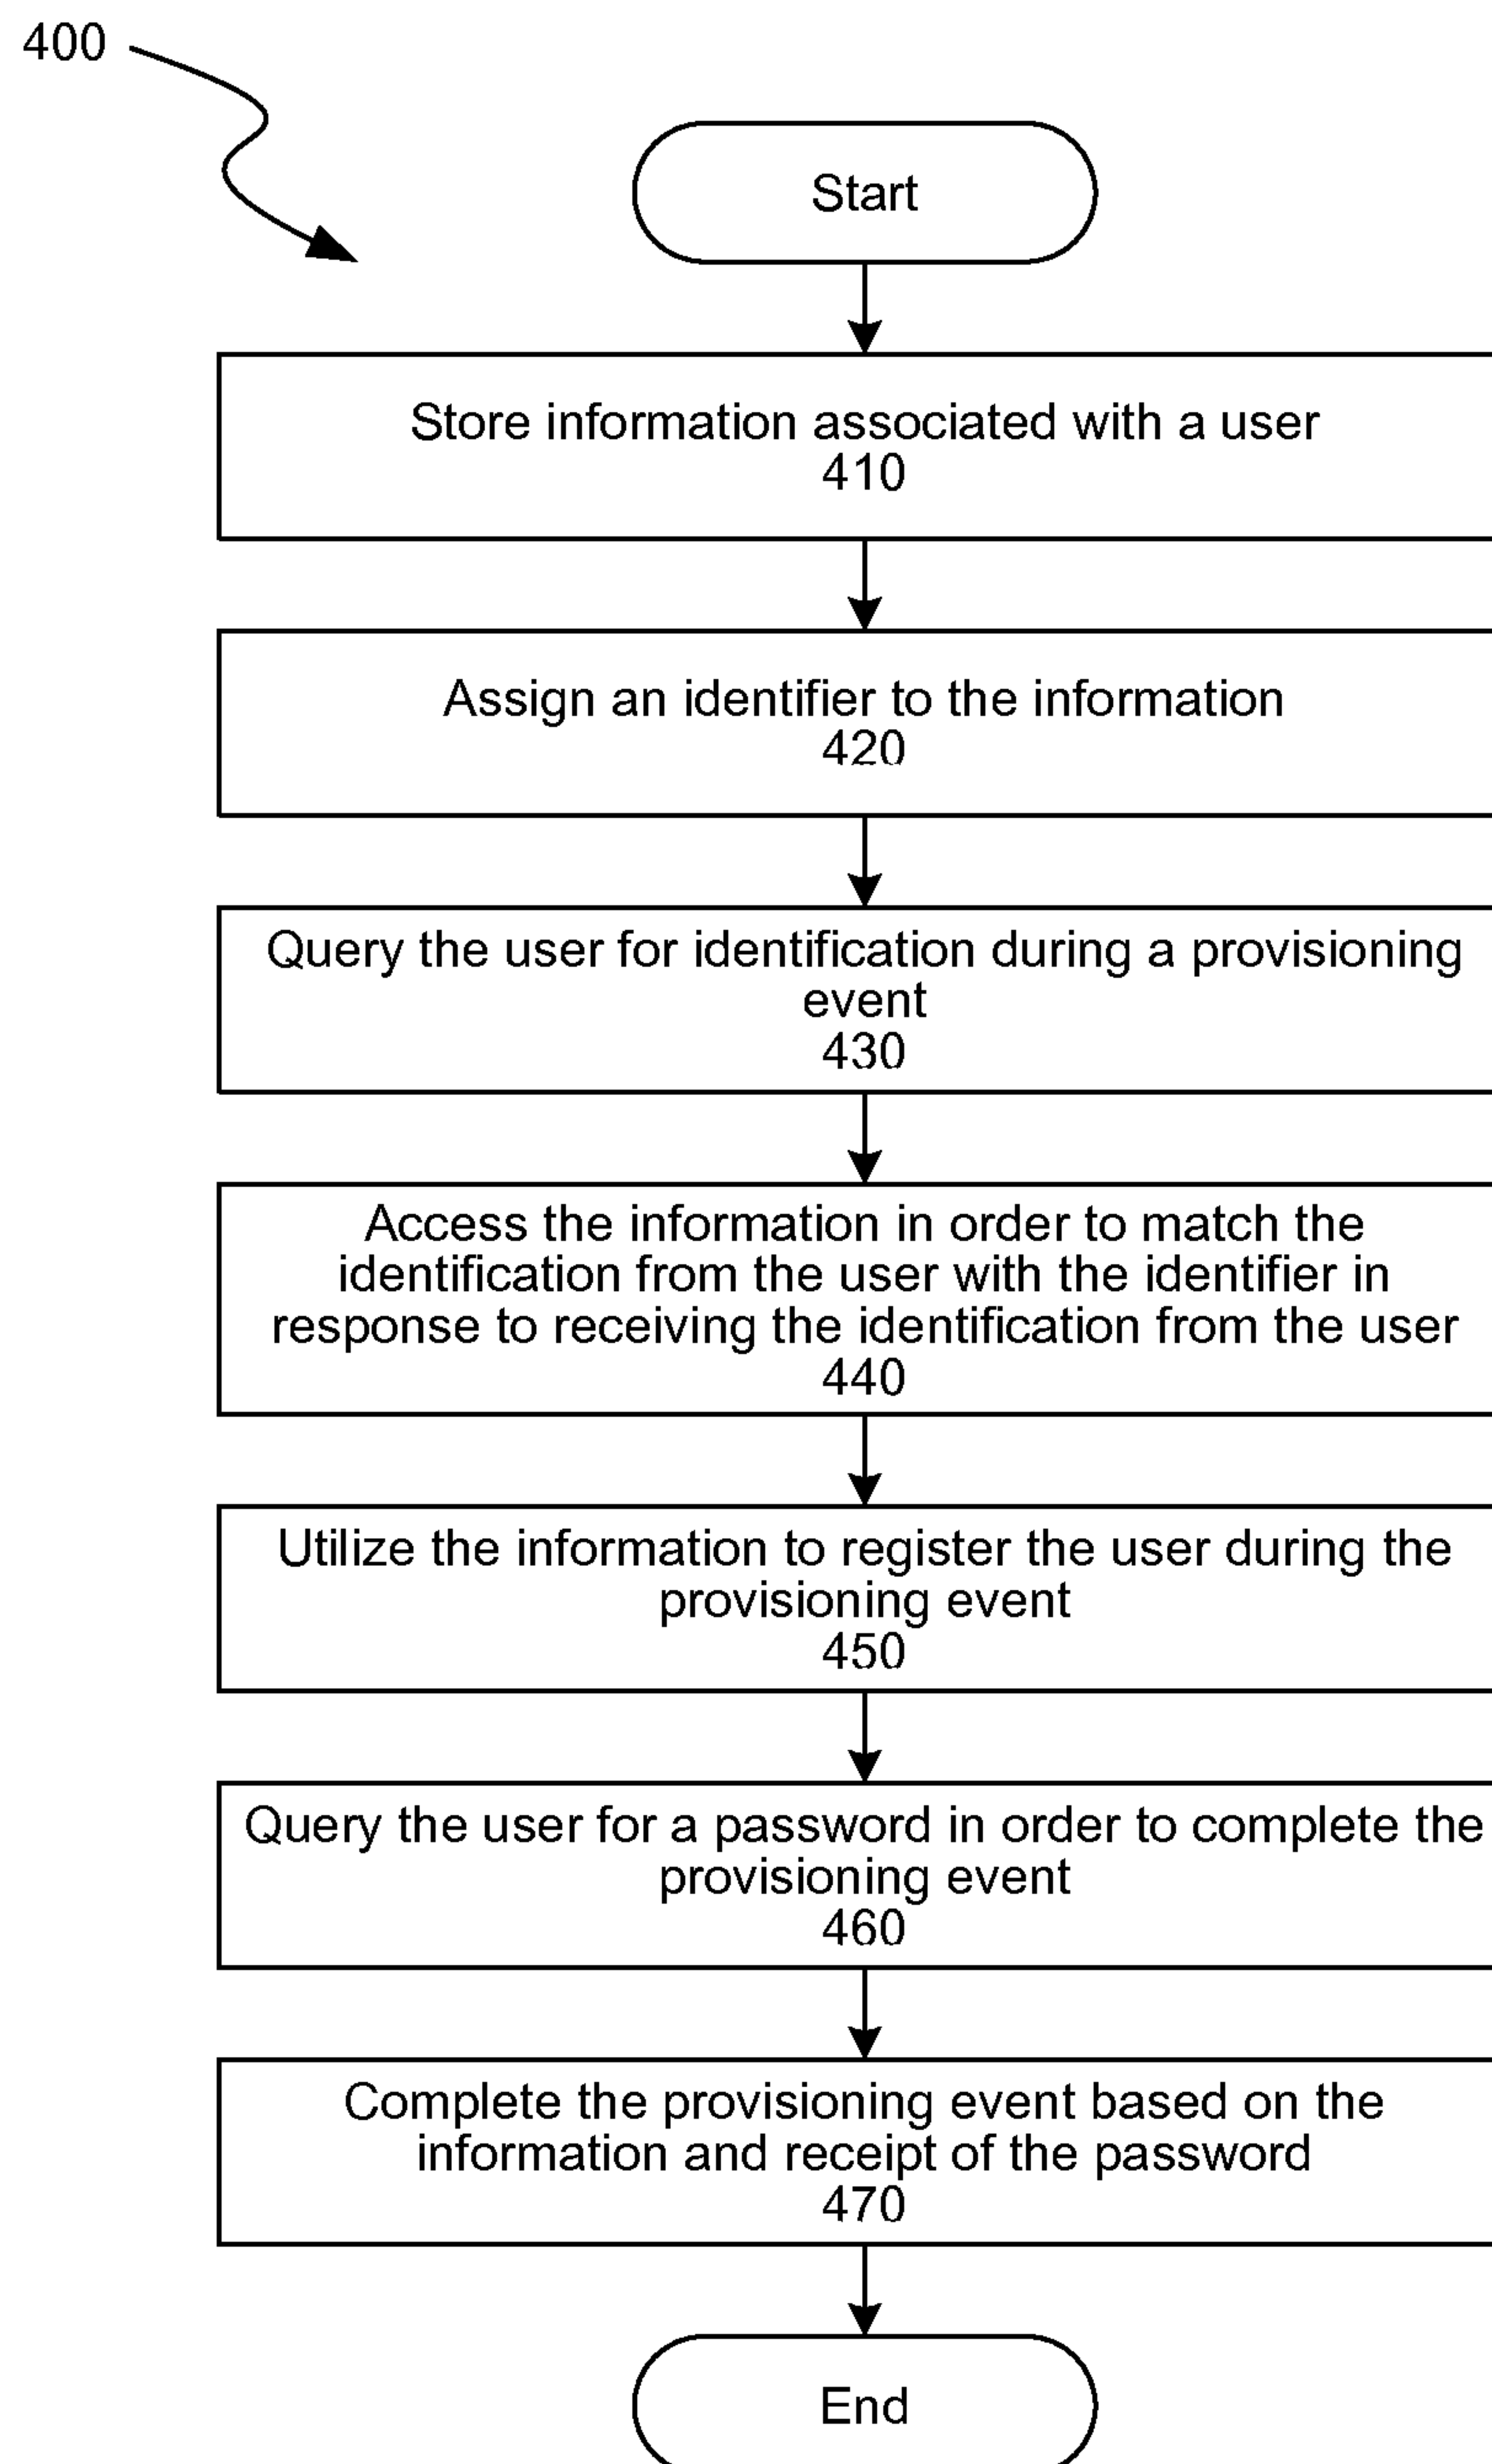 400
Start
Store information associated with a user
410
Assign an identifier to the information
420
Query the user for identification during a provisioning
event
430
Access the information in order to match the
identification from the user with the identifier in
response to receiving the identification from the user
440
Utilize the information to register the user during the
provisioning event
450
Query the user for a password in order to complete the
provisioning event
460
Complete the provisioning event based on the
information and receipt of the password
470
End